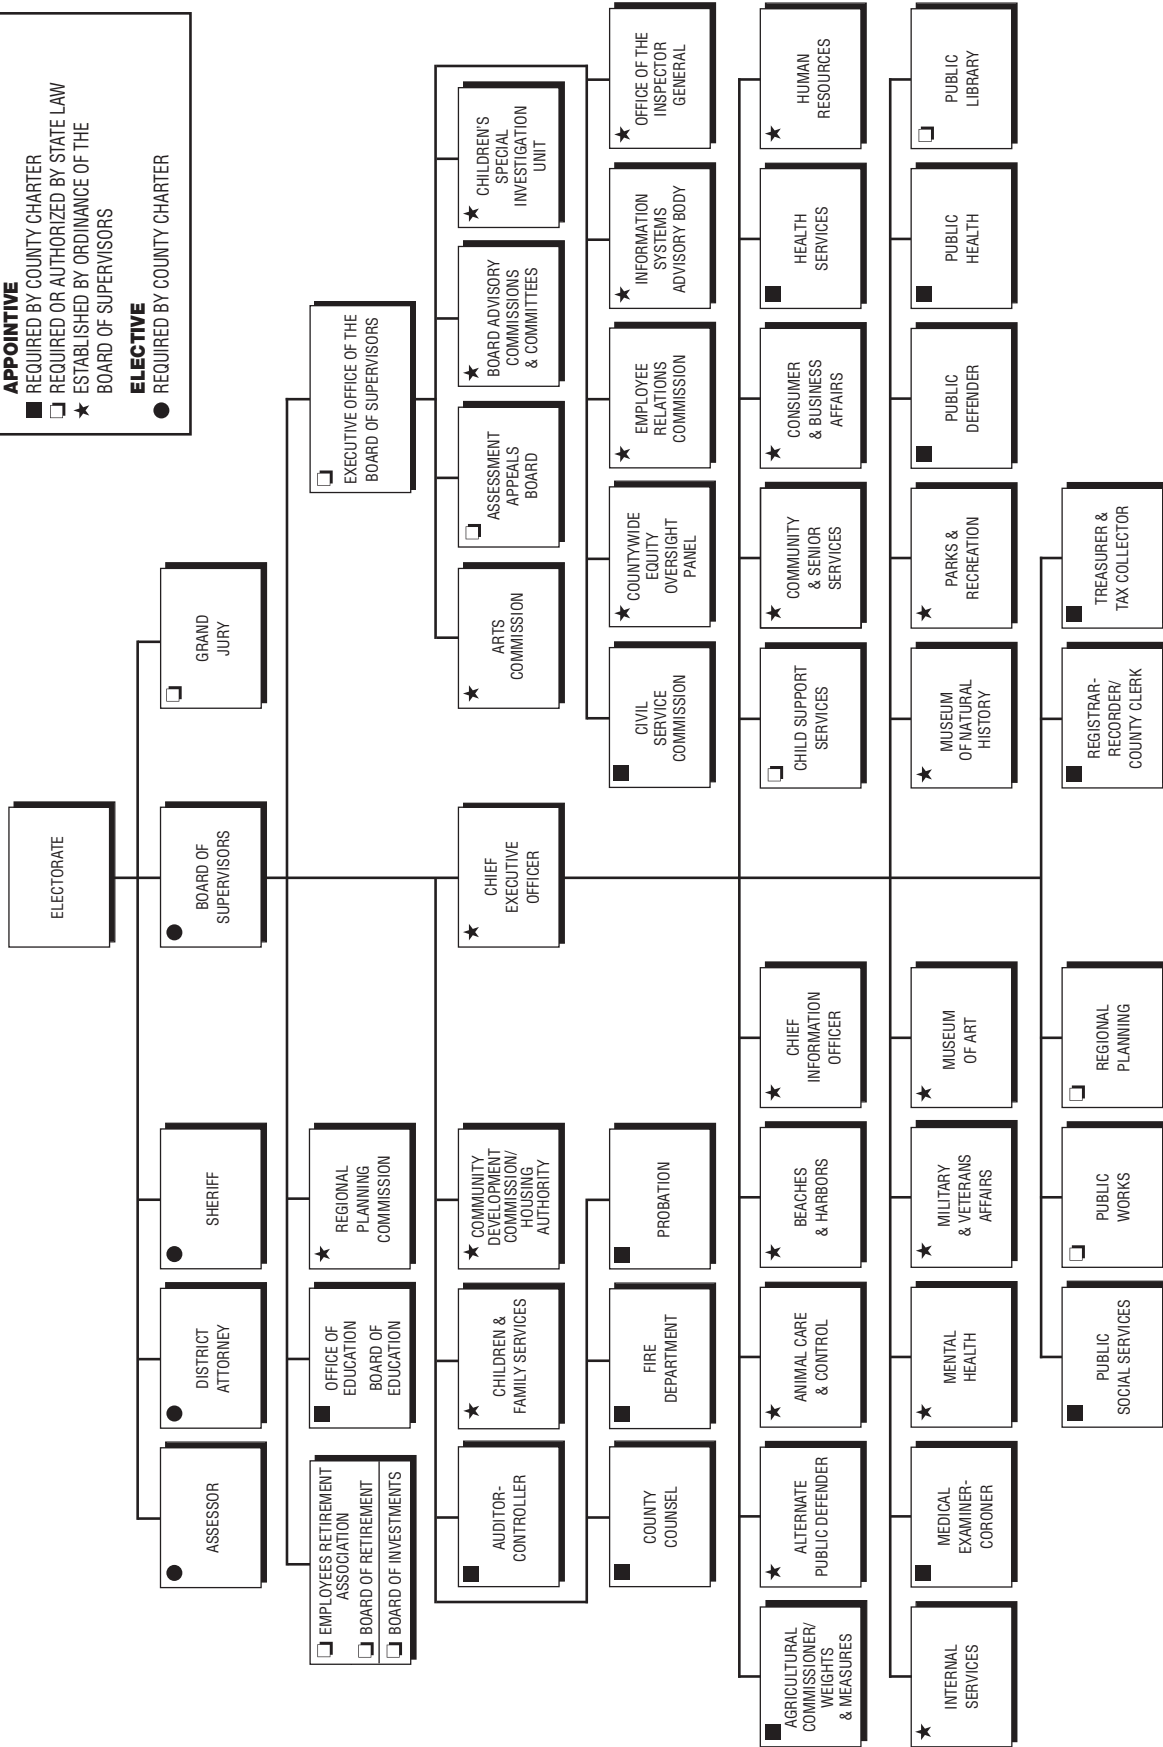 APPOINTIVE
REQUIRED BY COUNTY CHARTER
REQUIRED OR AUTHORIZED BY STATE LAW
ESTABLISHED BY ORDINANCE OF THE
BOARD OF SUPERVISORS
ELECTIVE
REQUIRED BY COUNTY CHARTER
ELECTORATE
ASSESSOR
DISTRICT
ATTORNEY
SHERIFF
BOARD OF
SUPERVISORS
GRAND
JURY
EMPLOYEES RETIREMENT
ASSOCIATION
BOARD OF RETIREMENT
BOARD OF INVESTMENTS
OFFICE OF
EDUCATION
BOARD OF
EDUCATION
REGIONAL
PLANNING
COMMISSION
EXECUTIVE OFFICE OF THE
BOARD OF SUPERVISORS
AUDITOR-
CONTROLLER
CHILDREN &
FAMILY SERVICES
COMMUNITY
DEVELOPMENT
COMMISSION/
HOUSING
AUTHORITY
CHIEF
EXECUTIVE
OFFICER
ARTS
COMMISSION
ASSESSMENT
APPEALS
BOARD
BOARD ADVISORY
COMMISSIONS
& COMMITTEES
CHILDREN'S
SPECIAL
INVESTIGATION
UNIT
COUNTY
COUNSEL
FIRE
DEPARTMENT
PROBATION
CIVIL
SERVICE
COMMISSION
COUNTYWIDE
EQUITY
OVERSIGHT
PANEL
EMPLOYEE
RELATIONS
COMMISSION
INFORMATION
SYSTEMS
ADVISORY BODY
OFFICE OF THE
INSPECTOR
GENERAL
AGRICULTURAL
COMMISSIONER/
WEIGHTS
& MEASURES
ALTERNATE
PUBLIC DEFENDER
ANIMAL CARE
& CONTROL
BEACHES
& HARBORS
CHIEF
INFORMATION
OFFICER
CHILD SUPPORT
SERVICES
COMMUNITY
& SENIOR
SERVICES
CONSUMER
& BUSINESS
AFFAIRS
HEALTH
SERVICES
HUMAN
RESOURCES
INTERNAL
SERVICES
MEDICAL
EXAMINER-
CORONER
MENTAL
HEALTH
MILITARY
& VETERANS
AFFAIRS
MUSEUM
OF ART
MUSEUM
OF NATURAL
HISTORY
PARKS &
RECREATION
PUBLIC
DEFENDER
PUBLIC
HEALTH
PUBLIC
LIBRARY
PUBLIC
SOCIAL SERVICES
PUBLIC
WORKS
REGIONAL
PLANNING
REGISTRAR-
RECORDER/
COUNTY CLERK
TREASURER &
TAX COLLECTOR